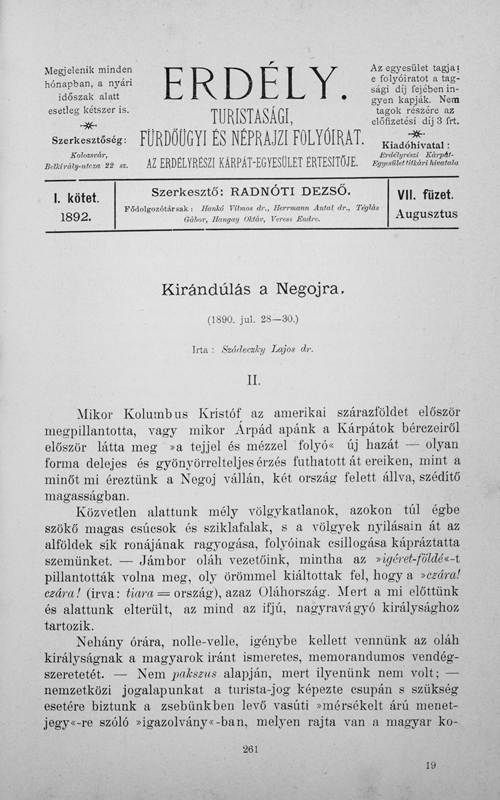 Megjelenik minden
hónapban, a nyári
időszak alatt
esetleg kétszer is.
Szerkesztőség:
Kolozsvár,
Belkirály-utcza 22 sz.
ERDÉLY.
TURISTASÁGI,
FÜRDŐÜGYI ÉS NÉPRAJZI FOLYÓIRAT.
AZ ERDÉLYRÉSZI KÁRPÁT-EGYESÜLET ÉRTESITŐJE.
Az egyesület tagjai
e folyóiratot a tag-
sági díj fejében in-
gyen kapják. Nem
tagok részére az
előfizetési díj 3 frt.
Kiadóhivatal:
Erdélyrészi Kárpát-
Egyesület titkári hivatala
I. kötet.
1892.
Szerkesztő: RADNÓTI DEZSŐ.
Fődolgozótársak: Hankó Vilmos dr., Herrmann Antal dr., Téglás
Gábor, Hangay Oktáv, Veress Endre.
VII. füzet.
Augusztus
Kirándúlás a Negojra.
(1890. jul. 28—30.)
Irta: Szádeczky Lajos dr.
II.
Mikor Kolumbus Kristóf az amerikai szárazföldet először
megpillantotta, vagy mikor Árpád apánk a Kárpátok bérczeiről
először látta meg »a tejjel és mézzel folyó« új hazát — olyan
forma delejes és gyönyörrelteljes érzés futhatott át ereiken, mint a
minőt mi éreztünk a Negoj vállán, két ország felett állva, szédítő
magasságban.
Közvetlen alattunk mély völgykatlanok, azokon túl égbe
szökő magas csúcsok és sziklafalak, s a völgyek nyilásain át az
alföldek sík ronájának ragyogása, folyóinak csillogása kápráztatta
szemünket. — Jámbor oláh vezetőink, mintha az »igéret-földé«-t
pillantották volna meg, oly örömmel kiáltottak fel, hogy a »czára!
czára! (irva: tiara = ország), azaz Oláhország. Mert a mi előttünk
és alattunk elterült, az mind az ifjú, nagyravágyó királysághoz
tartozik.
Nehány órára, nolle-velle, igénybe kellett vennünk az oláh
királyságnak a magyarok iránt ismeretes, memorandumos vendég-
szeretetét. — Nem pakszus alapján, mert ilyenünk nem volt; —
nemzetközi jogalapunkat a turista-jog képezte csupán s szükség
esetére biztunk a zsebünkben levő vasúti »mérsékelt árú menet-
jegy«-re szóló »igazolvány«-ban, melyen rajta van a magyar ko-
261
19